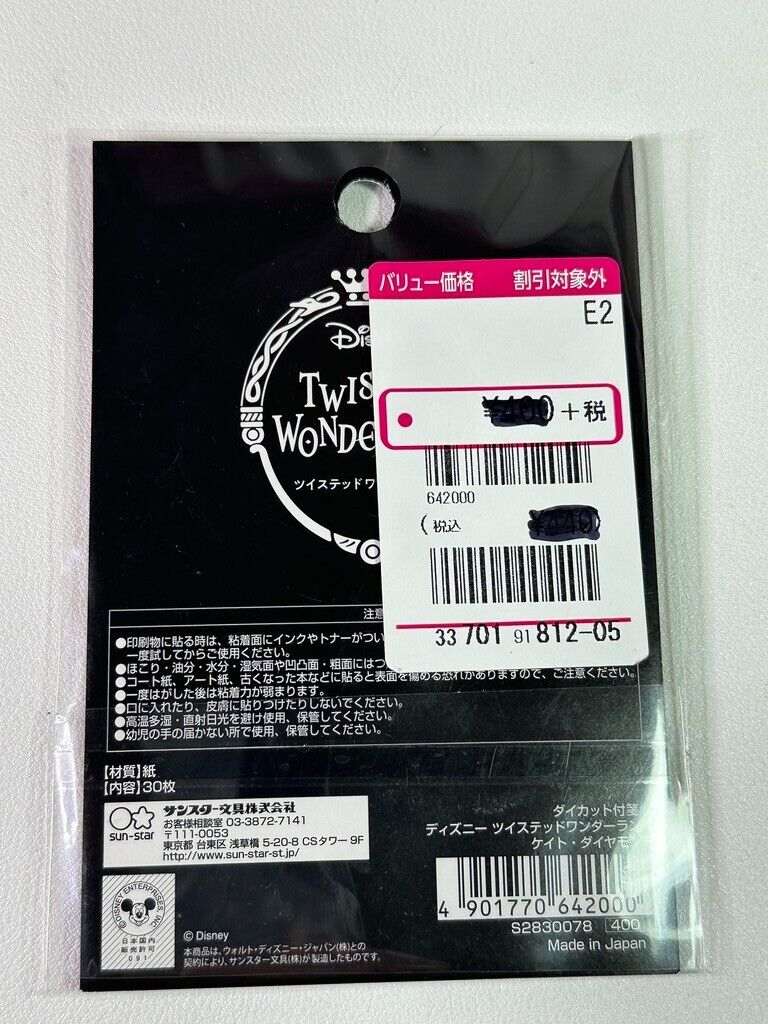 バリュー価格 割引対象外
E2
¥400 +税
642000
(税込 ¥440)
33 701 91 812-05
Dis
TWIS
WONDE
ツイステッドワ
注意
●印刷物に貼る時は、粘着面にインクやトナーがつい
一度試してからご使用ください。
●ほこり・油分・水分・湿気面や凹凸面・粗面にはつ
●コート紙、アート紙、古くなった本などに貼ると表面を傷める恐れがありますので、ご注意ください。
●一度はがした後は粘着力が弱まります。
●口に入れたり、皮膚に貼りつけたりしないでください。
●高温多湿・直射日光を避け使用、保管してください。
●幼児の手の届かない所で使用、保管してください。
【材質】紙
【内容】30枚
sun-star
サンスター文具株式会社
お客様相談室 03-3872-7141
〒111-0053
東京都 台東区 浅草橋 5-20-8 CSタワー 9F
http://www.sun-star-st.jp/
ダイカット付箋
ディズニー ツイステッドワンダーラン
ケイト・ダイヤモン
4 901770 642000
S2830078 400
Made in Japan
©DISNEY ENTERPRISES, INC.
日本国内
販売許可
091
© Disney
本商品は、ウォルト・ディズニー・ジャパン(株)との
契約により、サンスター文具(株)が製造したものです。